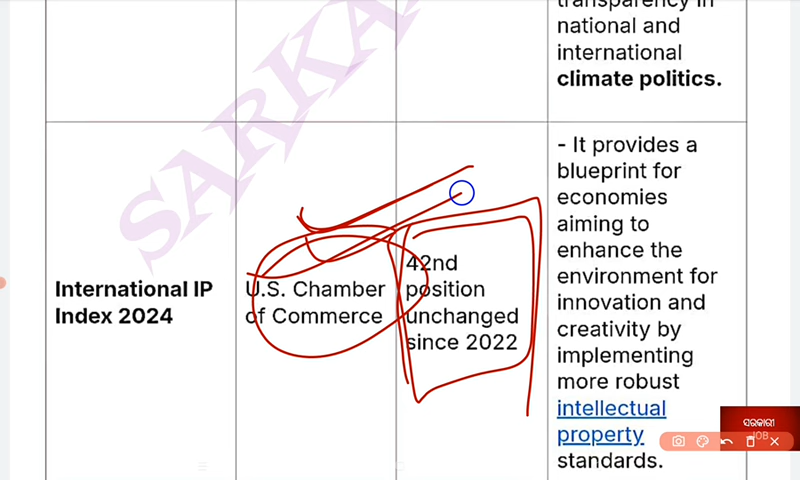 transparency in
national and
international
climate politics.
SARKA
International IP
Index 2024
U.S. Chamber
of Commerce
42nd
position
unchanged
since 2022
- It provides a
blueprint for
economies
aiming to
enhance the
environment for
innovation and
creativity by
implementing
more robust
intellectual
property
standards.
ସରକାରୀ
JOB